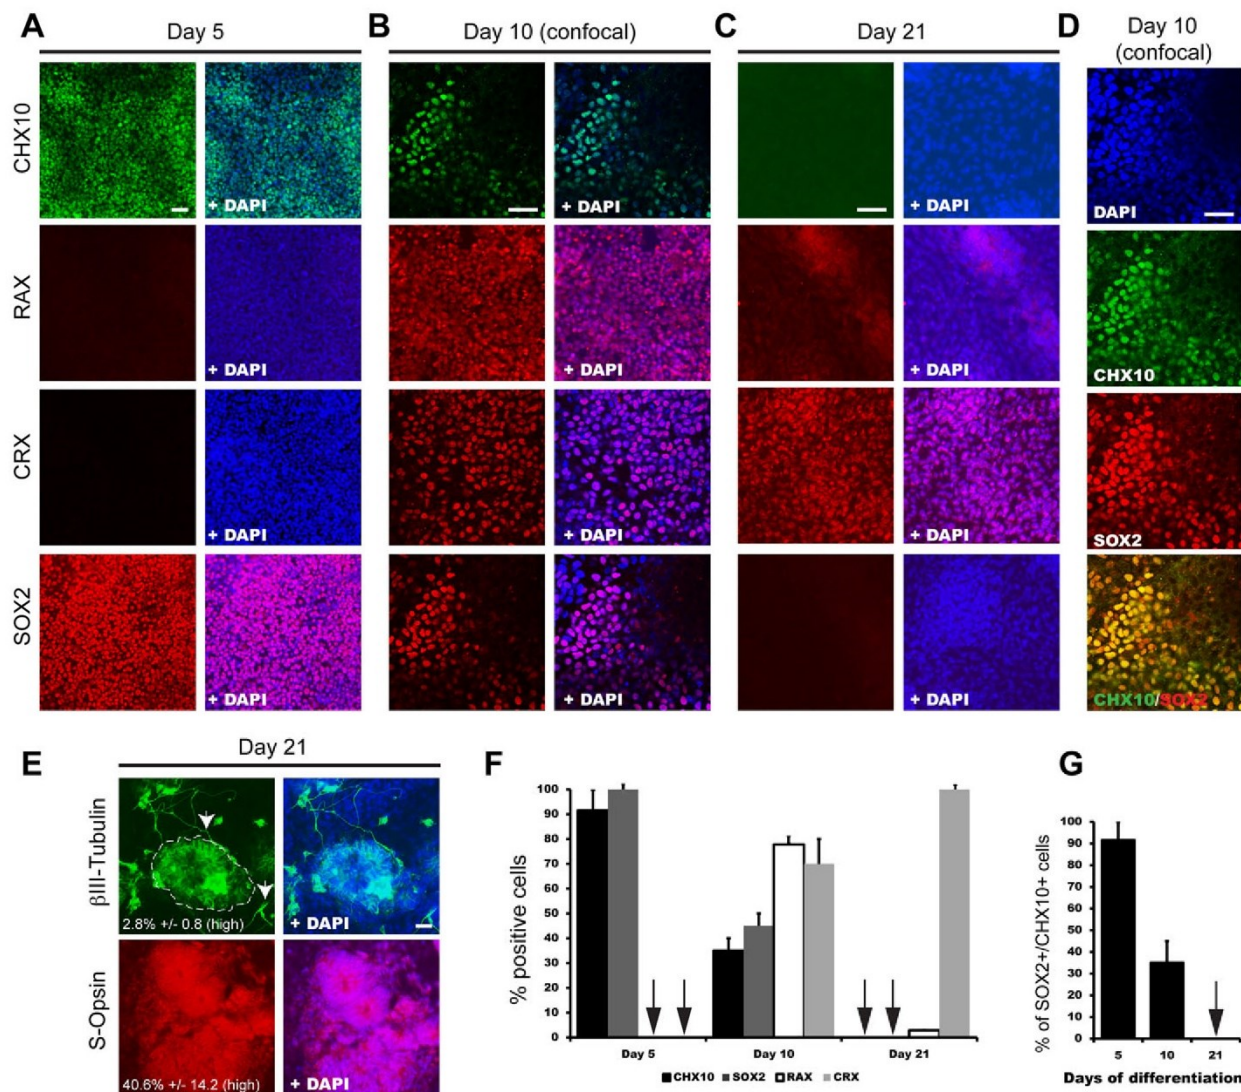 A
Day 5
B
Day 10 (confocal)
C
Day 21
D
Day 10
(confocal)
CHX10
+ DAPI
+ DAPI
DAPI
RAX
+ DAPI
+ DAPI
+ DAPI
CHX10
CRX
+ DAPI
+ DAPI
+ DAPI
SOX2
SOX2
+ DAPI
+ DAPI
+ DAPI
CHX10/SOX2
E
Day 21
βIII-Tubulin
2.8% +/- 0.8 (high)
+ DAPI
S-Opsin
40.6% +/- 14.2 (high)
+ DAPI
F
% positive cells
100
90
80
70
60
50
40
30
20
10
0
Day 5
Day 10
Day 21
CHX10
SOX2
RAX
CRX
G
% of SOX2+/CHX10+ cells
100
90
80
70
60
50
40
30
20
10
0
5
10
21
Days of differentiation